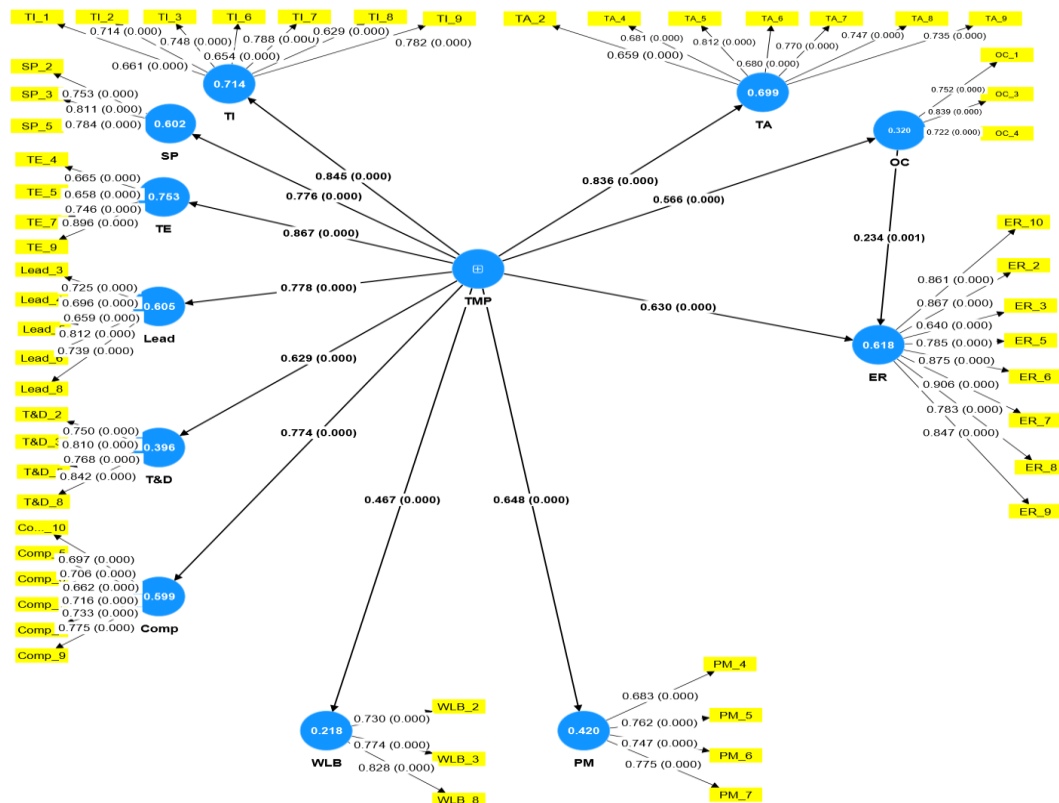 TI_1
TI_2
TI_3
TI_6
TI_7
TI_8
TI_9
0.661 (0.000)
0.714 (0.000)
0.748 (0.000)
0.654 (0.000)
0.788 (0.000)
0.629 (0.000)
0.782 (0.000)
0.714
TI
TA_2
TA_4
TA_5
TA_6
TA_7
TA_8
TA_9
0.659 (0.000)
0.681 (0.000)
0.812 (0.000)
0.680 (0.000)
0.770 (0.000)
0.747 (0.000)
0.735 (0.000)
0.699
TA
SP_2
SP_3
SP_5
0.753 (0.000)
0.811 (0.000)
0.784 (0.000)
0.602
SP
OC_1
OC_3
OC_4
0.752 (0.000)
0.839 (0.000)
0.722 (0.000)
0.320
OC
TE_4
TE_5
TE_7
TE_9
0.665 (0.000)
0.658 (0.000)
0.746 (0.000)
0.896 (0.000)
0.753
TE
0.845 (0.000)
0.776 (0.000)
0.867 (0.000)
0.778 (0.000)
0.629 (0.000)
0.774 (0.000)
0.467 (0.000)
0.648 (0.000)
0.836 (0.000)
0.566 (0.000)
0.630 (0.000)
0.234 (0.001)
TMP
Lead_3
Lead_
Lead_
Lead_6
Lead_8
0.725 (0.000)
0.696 (0.000)
0.659 (0.000)
0.812 (0.000)
0.739 (0.000)
0.605
Lead
ER_10
ER_2
ER_3
ER_5
ER_6
ER_7
ER_8
ER_9
0.861 (0.000)
0.867 (0.000)
0.640 (0.000)
0.785 (0.000)
0.875 (0.000)
0.906 (0.000)
0.783 (0.000)
0.847 (0.000)
0.618
ER
T&D_2
T&D_3
T&D_
T&D_8
0.750 (0.000)
0.810 (0.000)
0.768 (0.000)
0.842 (0.000)
0.396
T&D
Co..._10
Comp_5
Comp_
Comp_
Comp_
Comp_9
0.697 (0.000)
0.706 (0.000)
0.662 (0.000)
0.716 (0.000)
0.733 (0.000)
0.775 (0.000)
0.599
Comp
WLB_2
WLB_3
WLB_8
0.730 (0.000)
0.774 (0.000)
0.828 (0.000)
0.218
WLB
PM_4
PM_5
PM_6
PM_7
0.683 (0.000)
0.762 (0.000)
0.747 (0.000)
0.775 (0.000)
0.420
PM